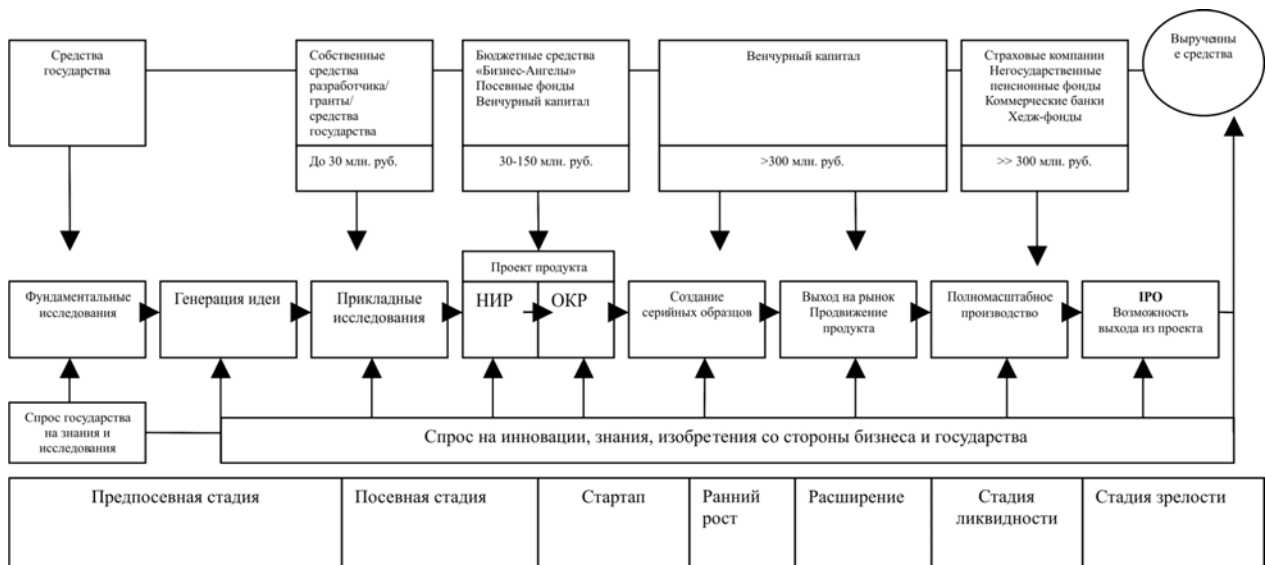 Средства
государства
Собственные
средства
разработчика/
гранты/
средства
государства
До 30 млн. руб.
Бюджетные средства
«Бизнес-Ангелы»
Посевные фонды
Венчурный капитал
30-150 млн. руб.
Венчурный капитал
>300 млн. руб.
Страховые компании
Негосударственные
пенсионные фонды
Коммерческие банки
Хедж-фонды
>> 300 млн. руб.
Вырученны
е средства
Фундаментальные
исследования
Генерация идеи
Прикладные
исследования
Проект продукта
НИР
ОКР
Создание
серийных образцов
Выход на рынок
Продвижение
продукта
Полномасштабное
производство
IPO
Возможность
выхода из проекта
Спрос государства
на знания и
исследования
Спрос на инновации, знания, изобретения со стороны бизнеса и государства
Предпосевная стадия
Посевная стадия
Стартап
Ранний
рост
Расширение
Стадия
ликвидности
Стадия зрелости